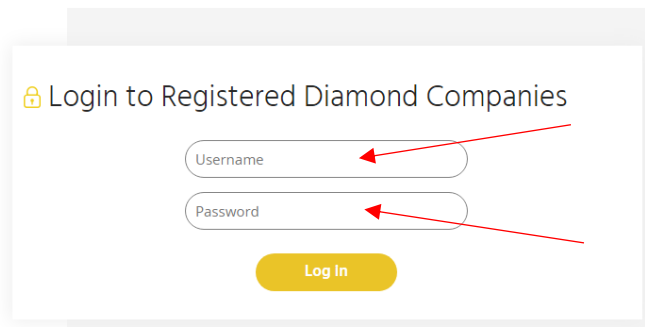 Login to Registered Diamond Companies
Username
Password
Log In